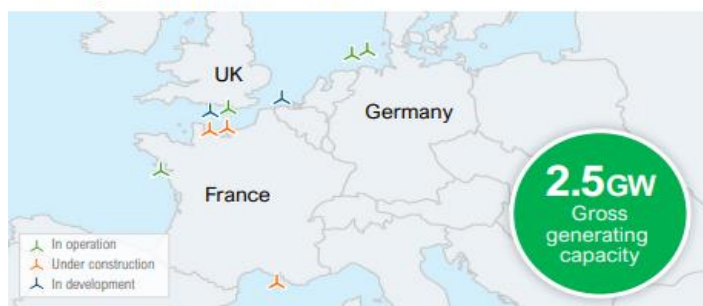 UK
Germany
France
2.5GW
Gross
generating
capacity
In operation
Under construction
In development